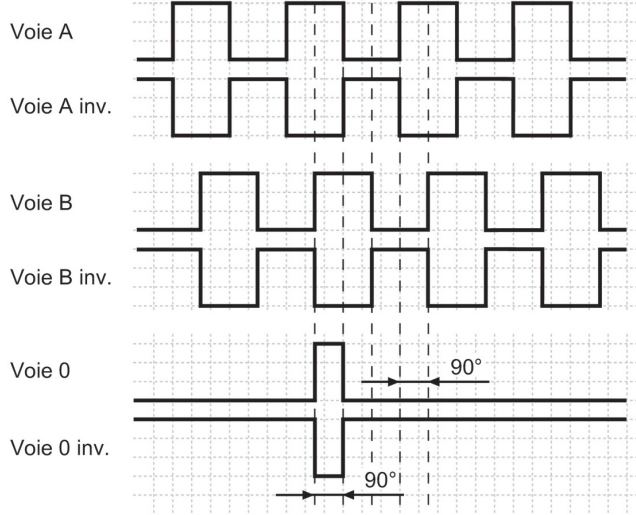 Voie A
Voie A inv.
Voie B
Voie B inv.
Voie 0
90°
Voie 0 inv.
90°